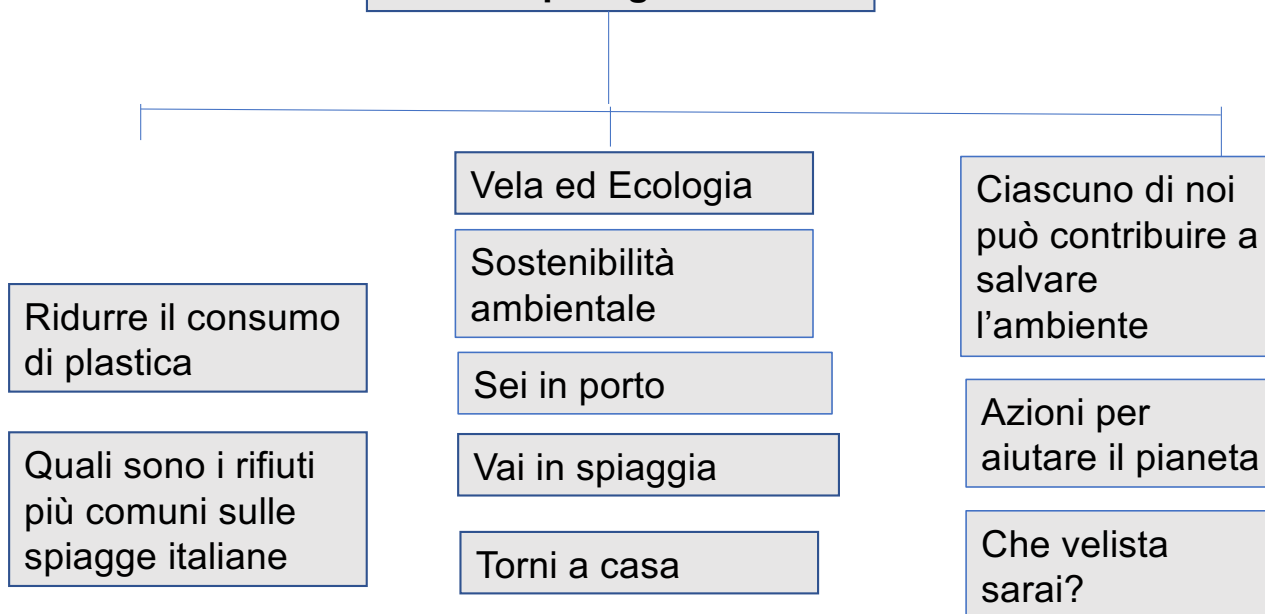 Ridurre il consumo
di plastica
Quali sono i rifiuti
più comuni sulle
spiagge italiane
Vela ed Ecologia
Sostenibilità
ambientale
Sei in porto
Vai in spiaggia
Torni a casa
Ciascuno di noi
può contribuire a
salvare
l’ambiente
Azioni per
aiutare il pianeta
Che velista
sarai?